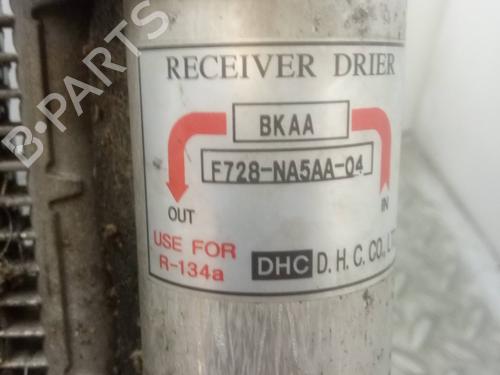 B-PARTS
RECEIVER DRIER
BKAA
F728-NA5AA-04
OUT
IN
USE FOR
R-134a
DHC D. H. C. CO., LT